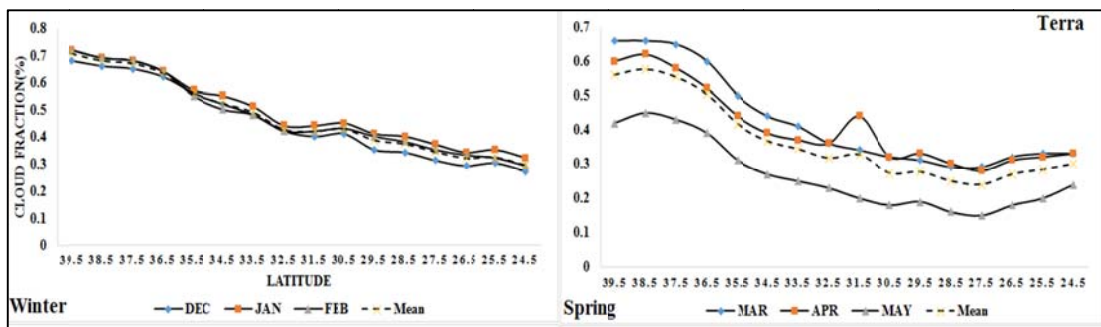 0.8
0.7
0.6
0.5
0.4
0.3
0.2
0.1
0
CLOUD FRACTION(%)
39.5 38.5 37.5 36.5 35.5 34.5 33.5 32.5 31.5 30.5 29.5 28.5 27.5 26.5 25.5 24.5
LATITUDE
Winter
DEC JAN FEB Mean
Terra
0.7
0.6
0.5
0.4
0.3
0.2
0.1
0
39.5 38.5 37.5 36.5 35.5 34.5 33.5 32.5 31.5 30.5 29.5 28.5 27.5 26.5 25.5 24.5
Spring
MAR APR MAY Mean